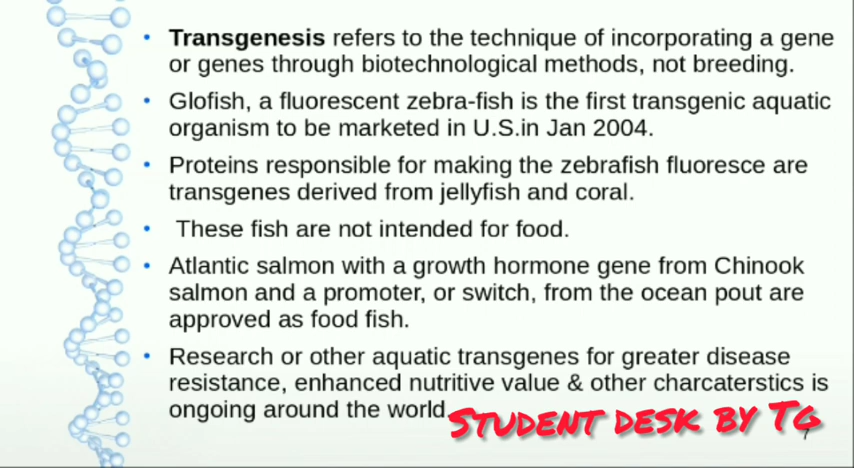 • Transgenesis refers to the technique of incorporating a gene
or genes through biotechnological methods, not breeding.
• Glofish, a fluorescent zebra-fish is the first transgenic aquatic
organism to be marketed in U.S.in Jan 2004.
• Proteins responsible for making the zebrafish fluoresce are
transgenes derived from jellyfish and coral.
• These fish are not intended for food.
• Atlantic salmon with a growth hormone gene from Chinook
salmon and a promoter, or switch, from the ocean pout are
approved as food fish.
• Research or other aquatic transgenes for greater disease
resistance, enhanced nutritive value & other charcaterstics is
ongoing around the world
STUDENT DESK BY TG